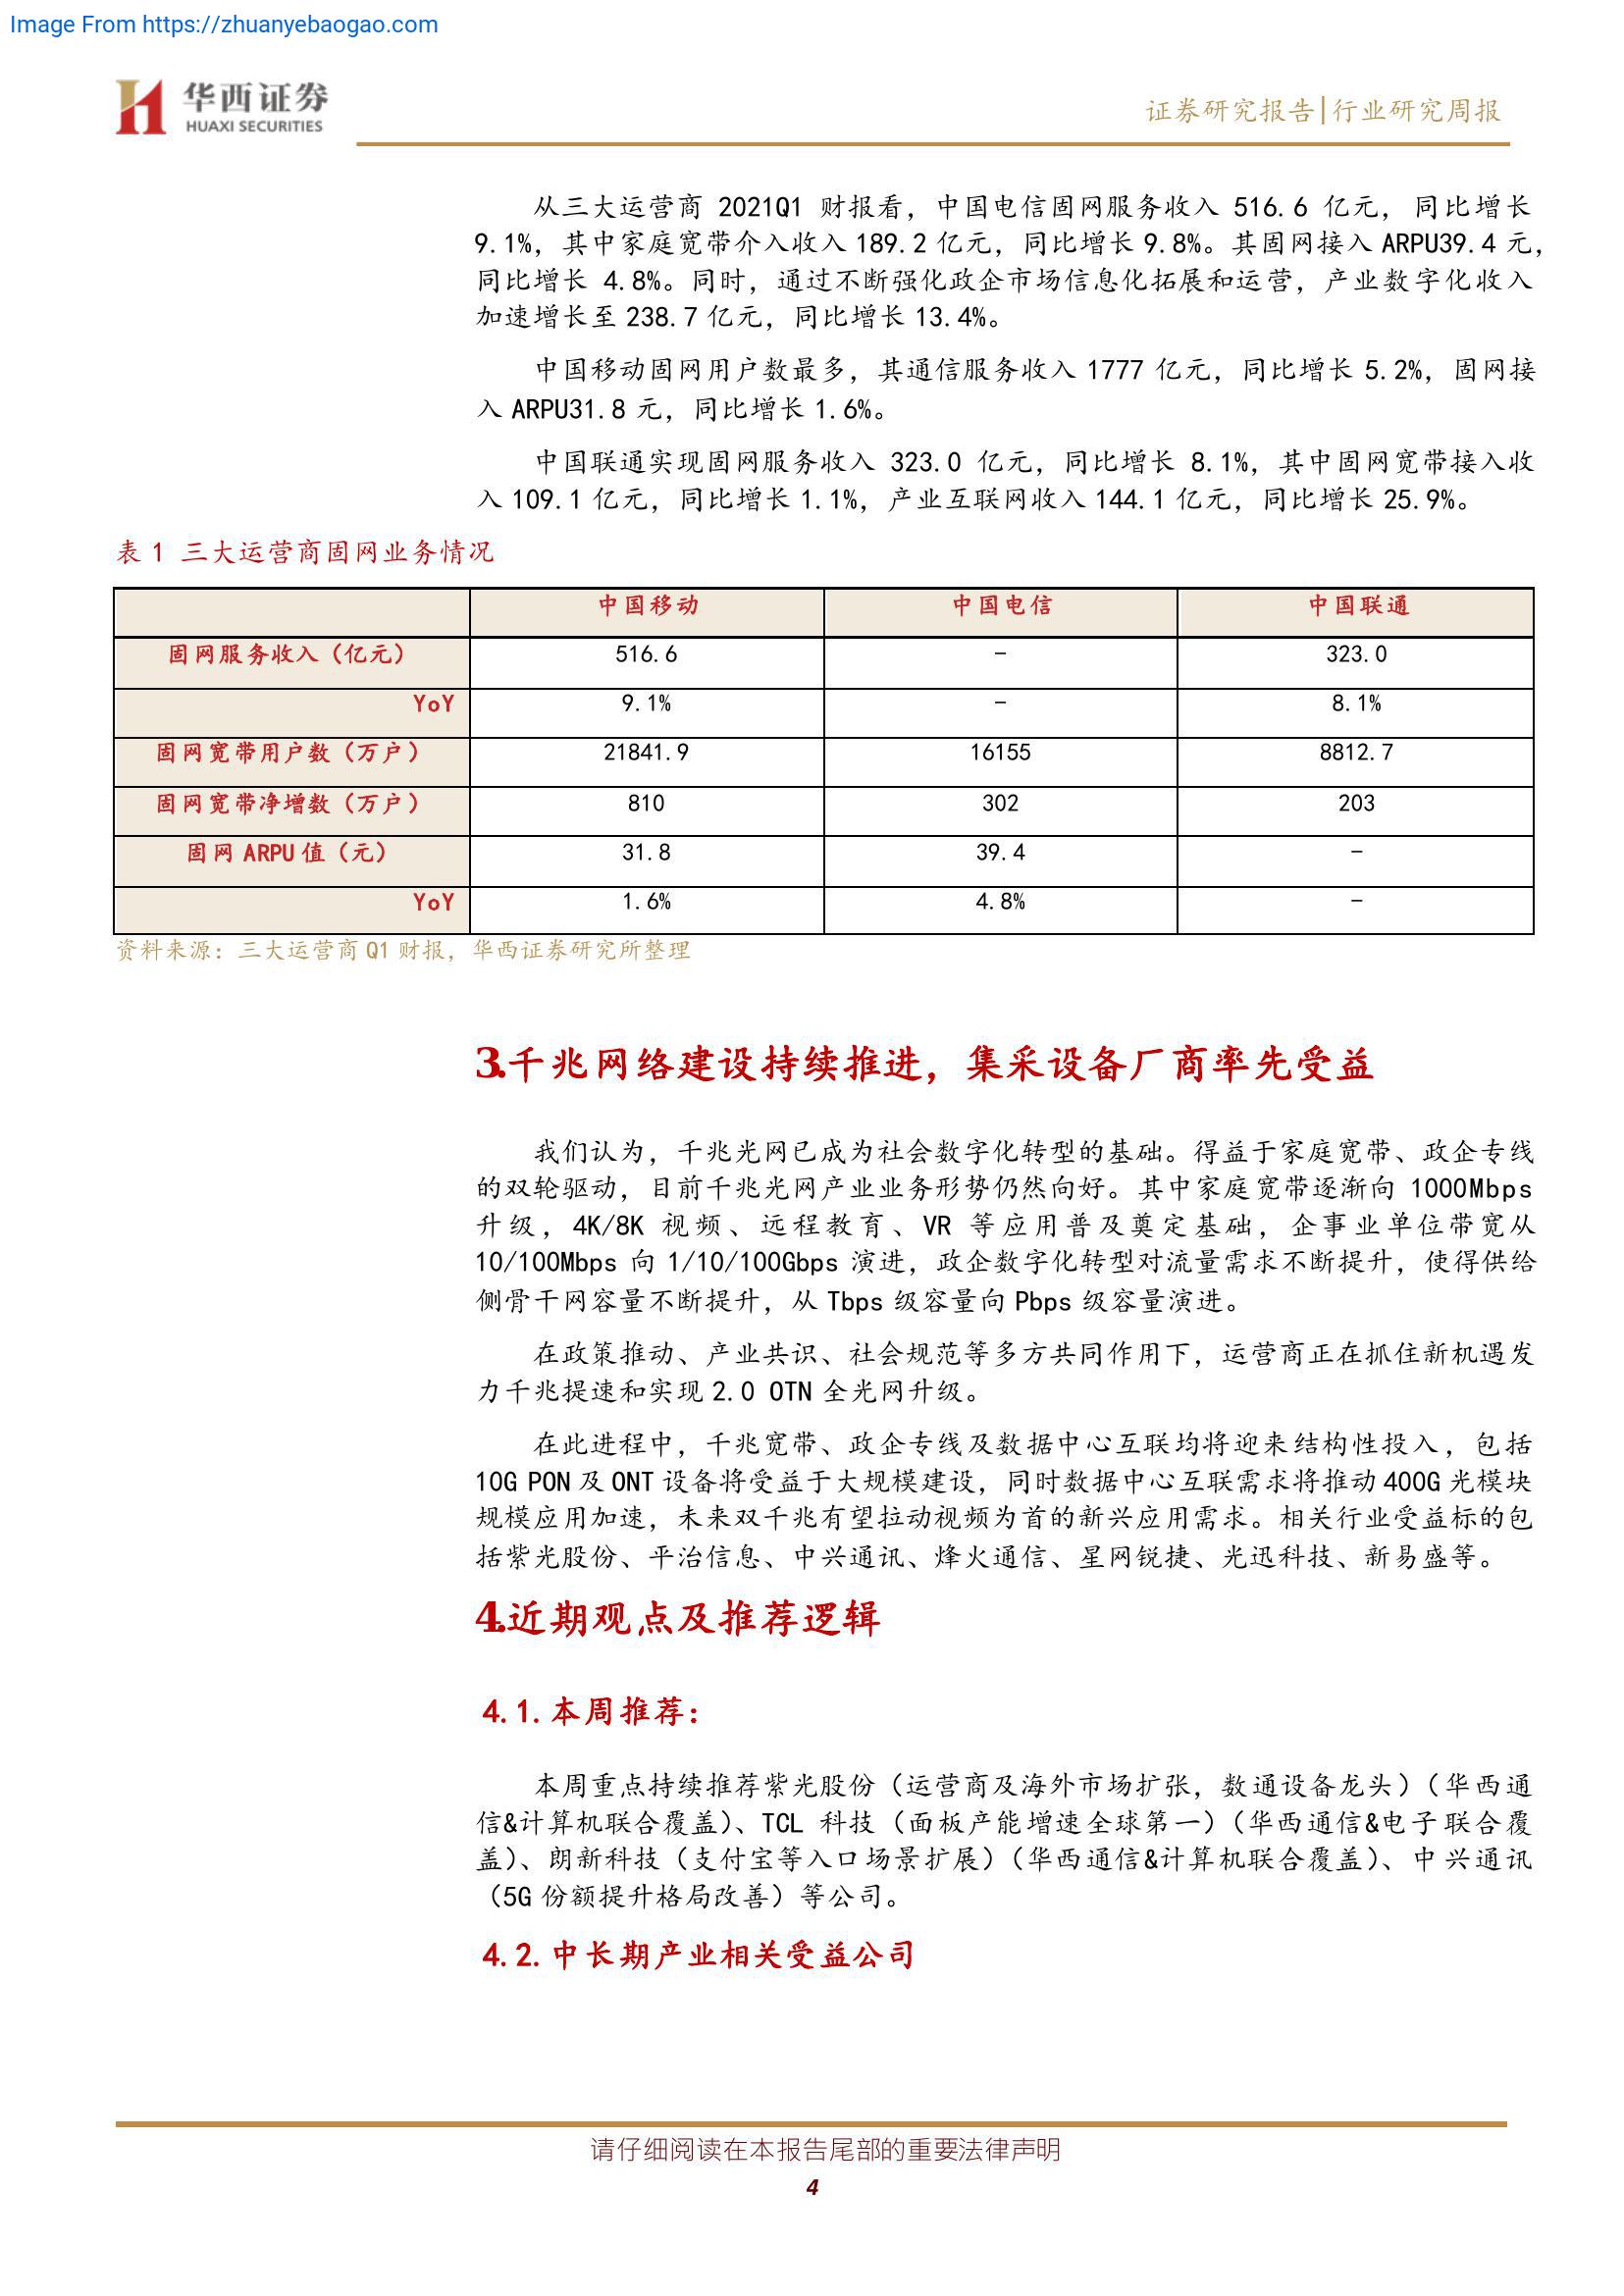 Image From https://zhuanyebaogao.com
华西证券
HUAXI SECURITIES
证券研究报告|行业研究周报
从三大运营商 2021Q1 财报看，中国电信固网服务收入 516.6 亿元，同比增长
9.1%，其中家庭宽带介入收入 189.2 亿元，同比增长 9.8%。其固网接入 ARPU39.4 元，
同比增长 4.8%。同时，通过不断强化政企市场信息化拓展和运营，产业数字化收入
加速增长至 238.7 亿元，同比增长 13.4%。
中国移动固网用户数最多，其通信服务收入 1777 亿元，同比增长 5.2%，固网接
入 ARPU31.8 元，同比增长 1.6%。
中国联通实现固网服务收入 323.0 亿元，同比增长 8.1%，其中固网宽带接入收
入 109.1 亿元，同比增长 1.1%，产业互联网收入 144.1 亿元，同比增长 25.9%。
表 1 三大运营商固网业务情况
中国移动 中国电信 中国联通
固网服务收入（亿元） 516.6 - 323.0
YoY 9.1% - 8.1%
固网宽带用户数（万户） 21841.9 16155 8812.7
固网宽带净增数（万户） 810 302 203
固网 ARPU 值（元） 31.8 39.4 -
YoY 1.6% 4.8% -
资料来源：三大运营商 Q1 财报，华西证券研究所整理
3.千兆网络建设持续推进，集采设备厂商率先受益
我们认为，千兆光网已成为社会数字化转型的基础。得益于家庭宽带、政企专线
的双轮驱动，目前千兆光网产业业务形势仍然向好。其中家庭宽带逐渐向 1000Mbps
升级，4K/8K 视频、远程教育、VR 等应用普及奠定基础，企事业单位带宽从
10/100Mbps 向 1/10/100Gbps 演进，政企数字化转型对流量需求不断提升，使得供给
侧骨干网容量不断提升，从 Tbps 级容量向 Pbps 级容量演进。
在政策推动、产业共识、社会规范等多方共同作用下，运营商正在抓住新机遇发
力千兆提速和实现 2.0 OTN 全光网升级。
在此进程中，千兆宽带、政企专线及数据中心互联均将迎来结构性投入，包括
10G PON 及 ONT 设备将受益于大规模建设，同时数据中心互联需求将推动 400G 光模块
规模应用加速，未来双千兆有望拉动视频为首的新兴应用需求。相关行业受益标的包
括紫光股份、平治信息、中兴通讯、烽火通信、星网锐捷、光迅科技、新易盛等。
4.近期观点及推荐逻辑
4.1.本周推荐：
本周重点持续推荐紫光股份（运营商及海外市场扩张，数通设备龙头）（华西通
信&计算机联合覆盖）、TCL 科技（面板产能增速全球第一）（华西通信&电子联合覆
盖）、朗新科技（支付宝等入口场景扩展）（华西通信&计算机联合覆盖）、中兴通讯
（5G 份额提升格局改善）等公司。
4.2.中长期产业相关受益公司
请仔细阅读在本报告尾部的重要法律声明
4